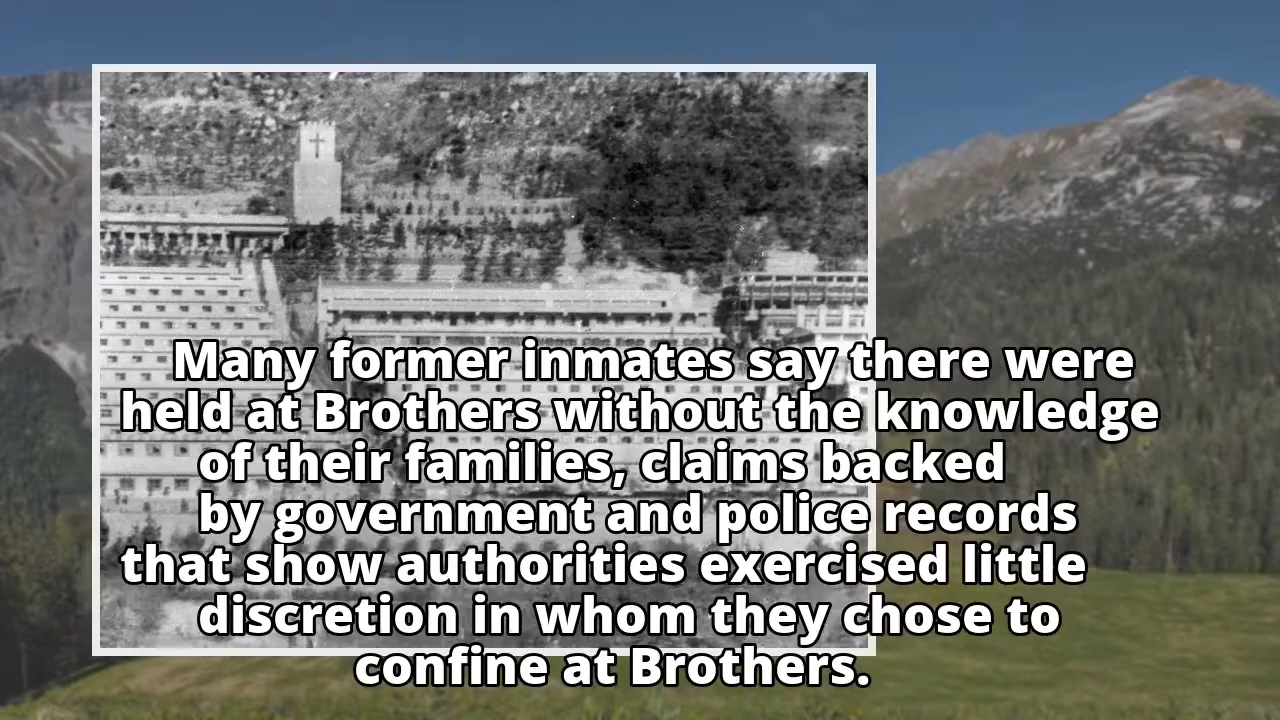 Many former inmates say there were
held at Brothers without the knowledge
of their families, claims backed
by government and police records
that show authorities exercised little
discretion in whom they chose to
confine at Brothers.